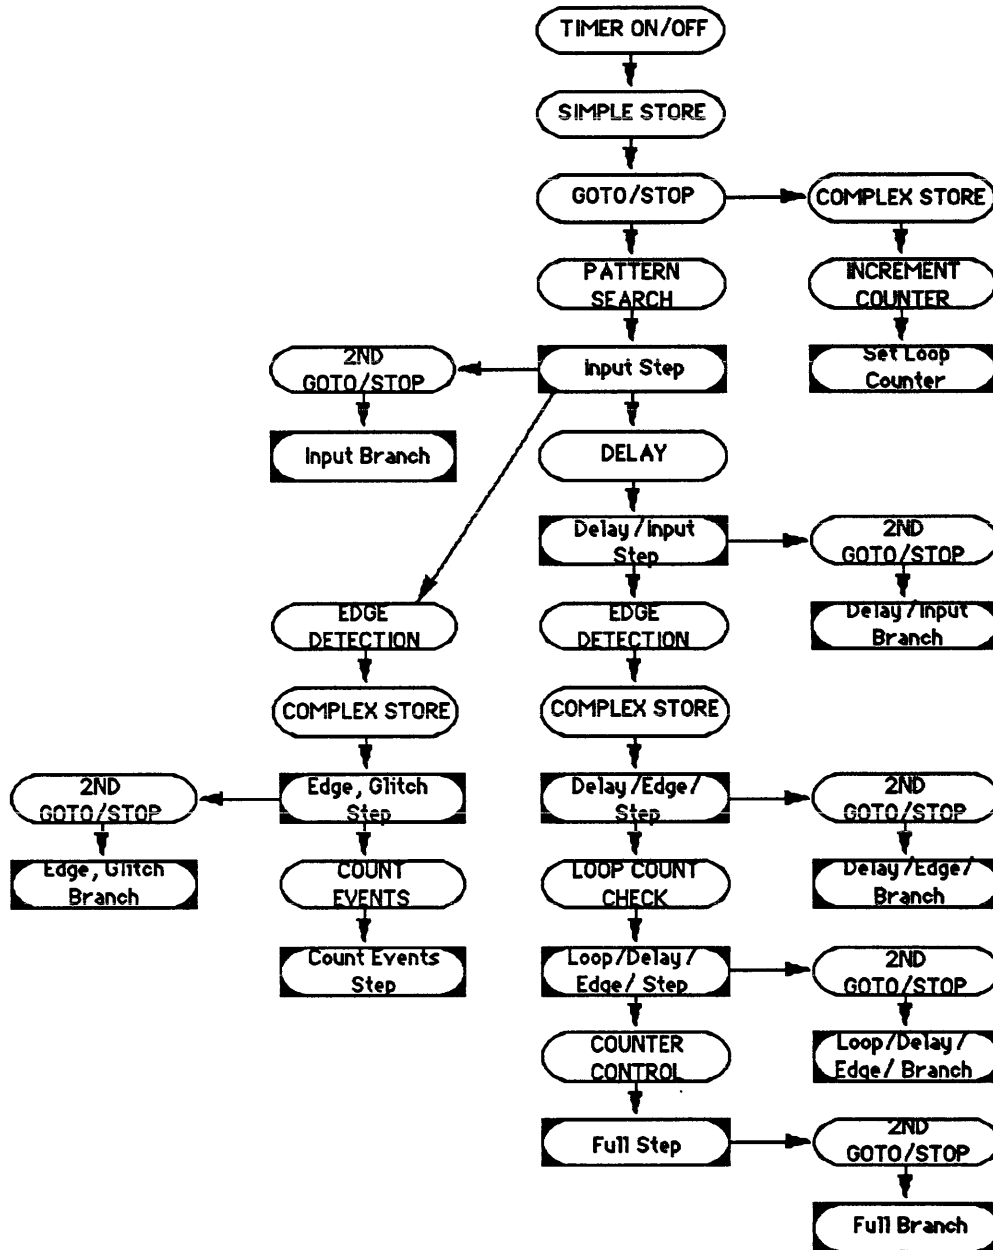 TIMER ON/OFF
SIMPLE STORE
GOTO/STOP
COMPLEX STORE
PATTERN
SEARCH
INCREMENT
COUNTER
2ND
GOTO/STOP
Input Step
Set Loop
Counter
Input Branch
DELAY
Delay/Input
Step
2ND
GOTO/STOP
EDGE
DETECTION
EDGE
DETECTION
Delay/Input
Branch
COMPLEX STORE
COMPLEX STORE
2ND
GOTO/STOP
Edge, Glitch
Step
Delay/Edge/
Step
2ND
GOTO/STOP
Edge, Glitch
Branch
COUNT
EVENTS
LOOP COUNT
CHECK
Delay/Edge/
Branch
Count Events
Step
Loop/Delay/
Edge/ Step
2ND
GOTO/STOP
COUNTER
CONTROL
Loop/Delay/
Edge/ Branch
Full Step
2ND
GOTO/STOP
Full Branch